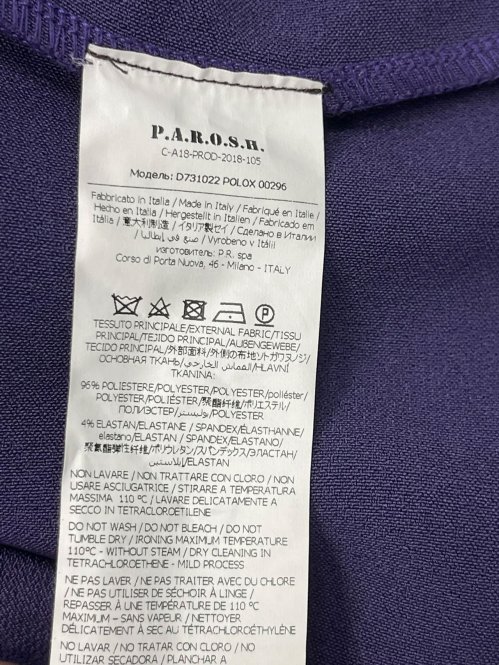 P.A.R.O.S.H.
C-A18-PROD-2018-105
Модель: D731022 POLOX 00296
Fabbricato in Italia / Made in Italy / Fabriqué en Italie /
Hecho en Italia / Hergestellt in Italien / Fabricado em
Itália / 意大利制造 / イタリア製セイ / Сделано в Италии
/ صنع في إيطاليا / Vyrobeno v Itálii
изготовитель: P.R. spa
Corso di Porta Nuova, 46 - Milano - ITALY
P
TESSUTO PRINCIPALE/EXTERNAL FABRIC/TISSU
PRINCIPAL/TEJIDO PRINCIPAL/AUßENGEWEBE/
TECIDO PRINCIPAL/外部面料/外側の布地ソトガワヌノジ/
ОСНОВНАЯ ТКАНЬ/القماش الخارجي/HLAVNÍ
TKANINA:
96% POLIESTERE/POLYESTER/POLYESTER/poliéster/
POLYESTER/POLIÉSTER/聚酯纤维/ポリエステル/
ПОЛИЭСТЕР/بوليستر/POLYESTER
4% ELASTAN/ELASTANE / SPANDEX/ÉLASTHANNE/
elastano/ELASTAN / SPANDEX/ELASTANO/
聚氨酯弹性纤维/ポリウレタン/スパンデックス/ЭЛАСТАН/
إيلاستين/ELASTAN
NON LAVARE / NON TRATTARE CON CLORO / NON
USARE ASCIUGATRICE / STIRARE A TEMPERATURA
MASSIMA 110 °C / LAVARE DELICATAMENTE A
SECCO IN TETRACLOROETILENE
DO NOT WASH / DO NOT BLEACH / DO NOT
TUMBLE DRY / IRONING MAXIMUM TEMPERATURE
110°C - WITHOUT STEAM / DRY CLEANING IN
TETRACHLOROETHENE - MILD PROCESS
NE PAS LAVER / NE PAS TRAITER AVEC DU CHLORE
/ NE PAS UTILISER DE SÉCHOIR À LINGE /
REPASSER À UNE TEMPÉRATURE DE 110 °C
MAXIMUM – SANS VAPEUR / NETTOYER
DÉLICATEMENT À SEC AU TÉTRACHLOROÉTHYLÈNE
NO LAVAR / NO TRATAR CON CLORO / NO
UTILIZAR SECADORA / PLANCHAR A